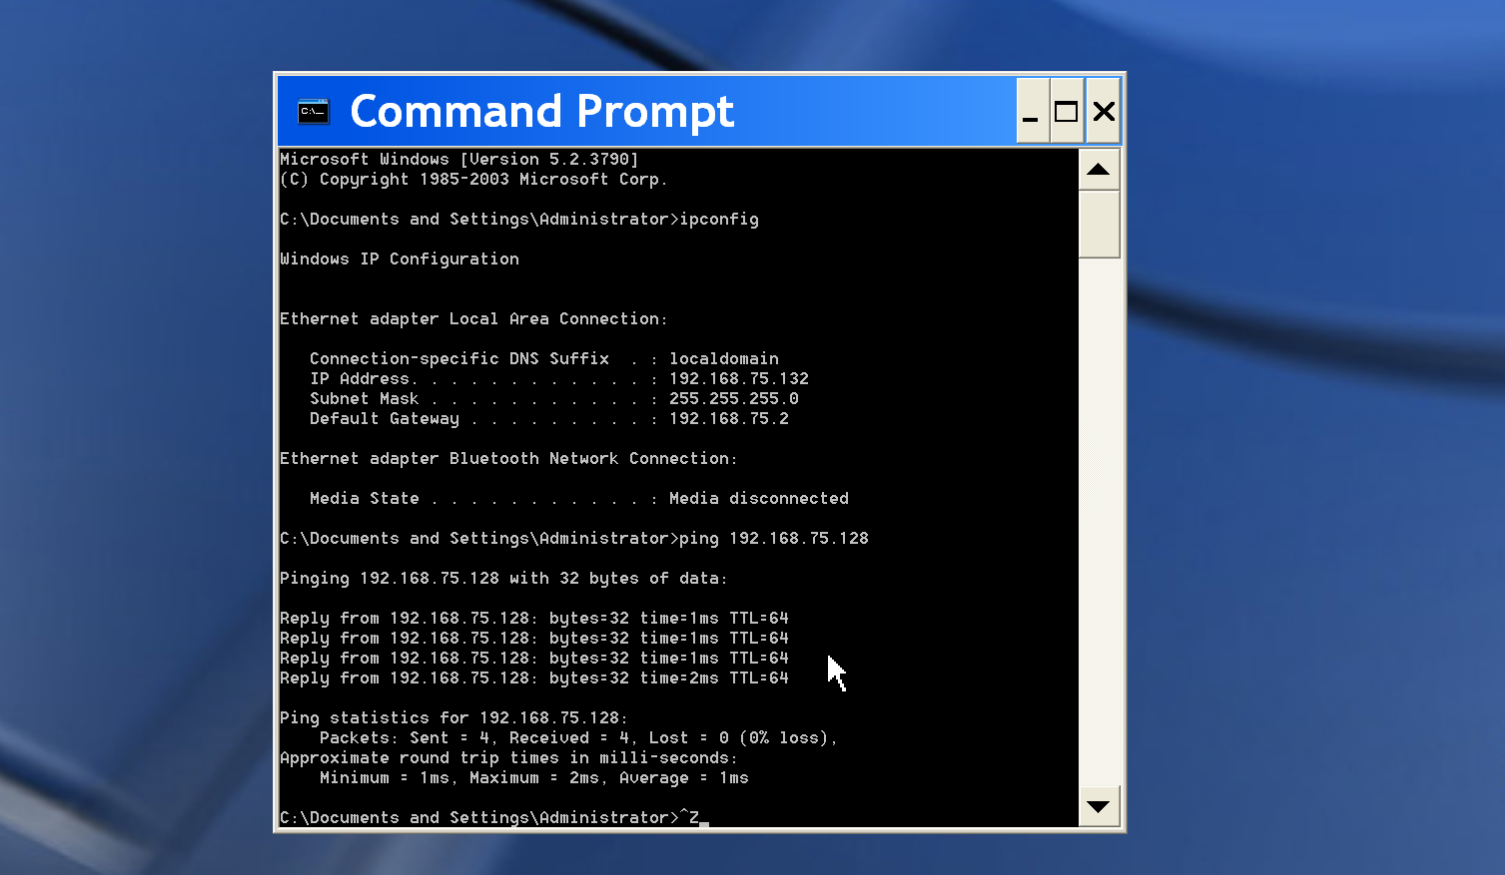 C:\
Command Prompt
Microsoft Windows [Version 5.2.3790]
(C) Copyright 1985-2003 Microsoft Corp.
C:\Documents and Settings\Administrator>ipconfig
Windows IP Configuration
Ethernet adapter Local Area Connection:
Connection-specific DNS Suffix  . : localdomain
IP Address. . . . . . . . . . . . : 192.168.75.132
Subnet Mask . . . . . . . . . . . : 255.255.255.0
Default Gateway . . . . . . . . . : 192.168.75.2
Ethernet adapter Bluetooth Network Connection:
Media State . . . . . . . . . . . : Media disconnected
C:\Documents and Settings\Administrator>ping 192.168.75.128
Pinging 192.168.75.128 with 32 bytes of data:
Reply from 192.168.75.128: bytes=32 time=1ms TTL=64
Reply from 192.168.75.128: bytes=32 time=1ms TTL=64
Reply from 192.168.75.128: bytes=32 time=1ms TTL=64
Reply from 192.168.75.128: bytes=32 time=2ms TTL=64
Ping statistics for 192.168.75.128:
Packets: Sent = 4, Received = 4, Lost = 0 (0% loss),
Approximate round trip times in milli-seconds:
Minimum = 1ms, Maximum = 2ms, Average = 1ms
C:\Documents and Settings\Administrator>^Z